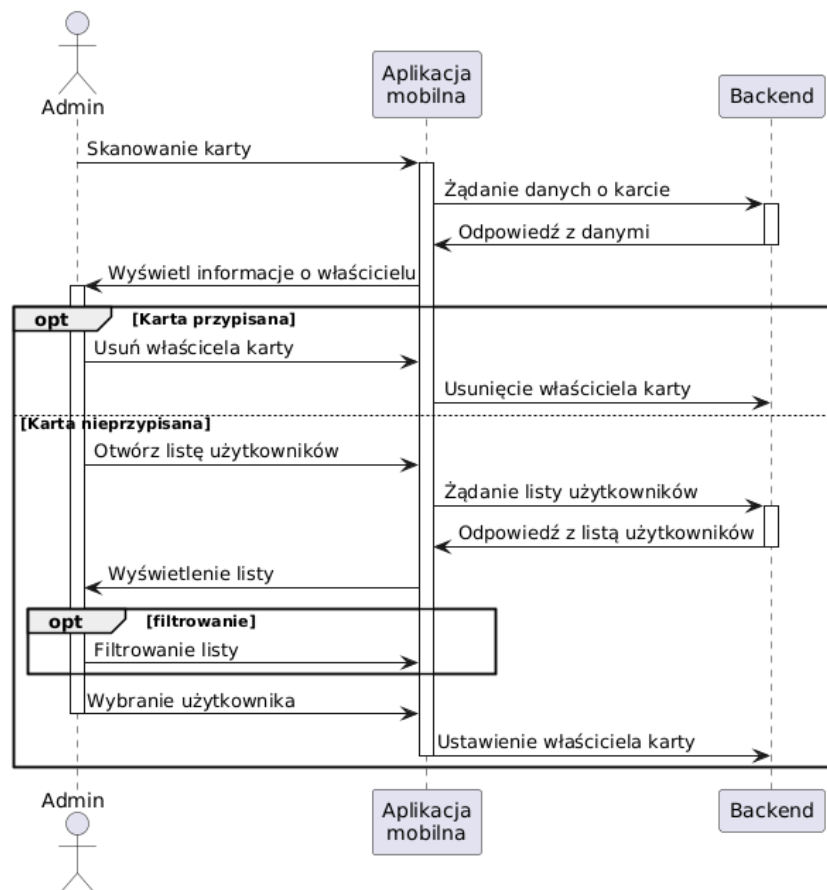 Admin
Aplikacja
mobilna
Backend
Skanowanie karty
Żądanie danych o karcie
Odpowiedź z danymi
Wyświetl informacje o właścicielu
opt [Karta przypisana]
Usuń właścicela karty
Usunięcie właściciela karty
[Karta nieprzypisana]
Otwórz listę użytkowników
Żądanie listy użytkowników
Odpowiedź z listą użytkowników
Wyświetlenie listy
opt [filtrowanie]
Filtrowanie listy
Wybranie użytkownika
Ustawienie właściciela karty
Admin
Aplikacja
mobilna
Backend